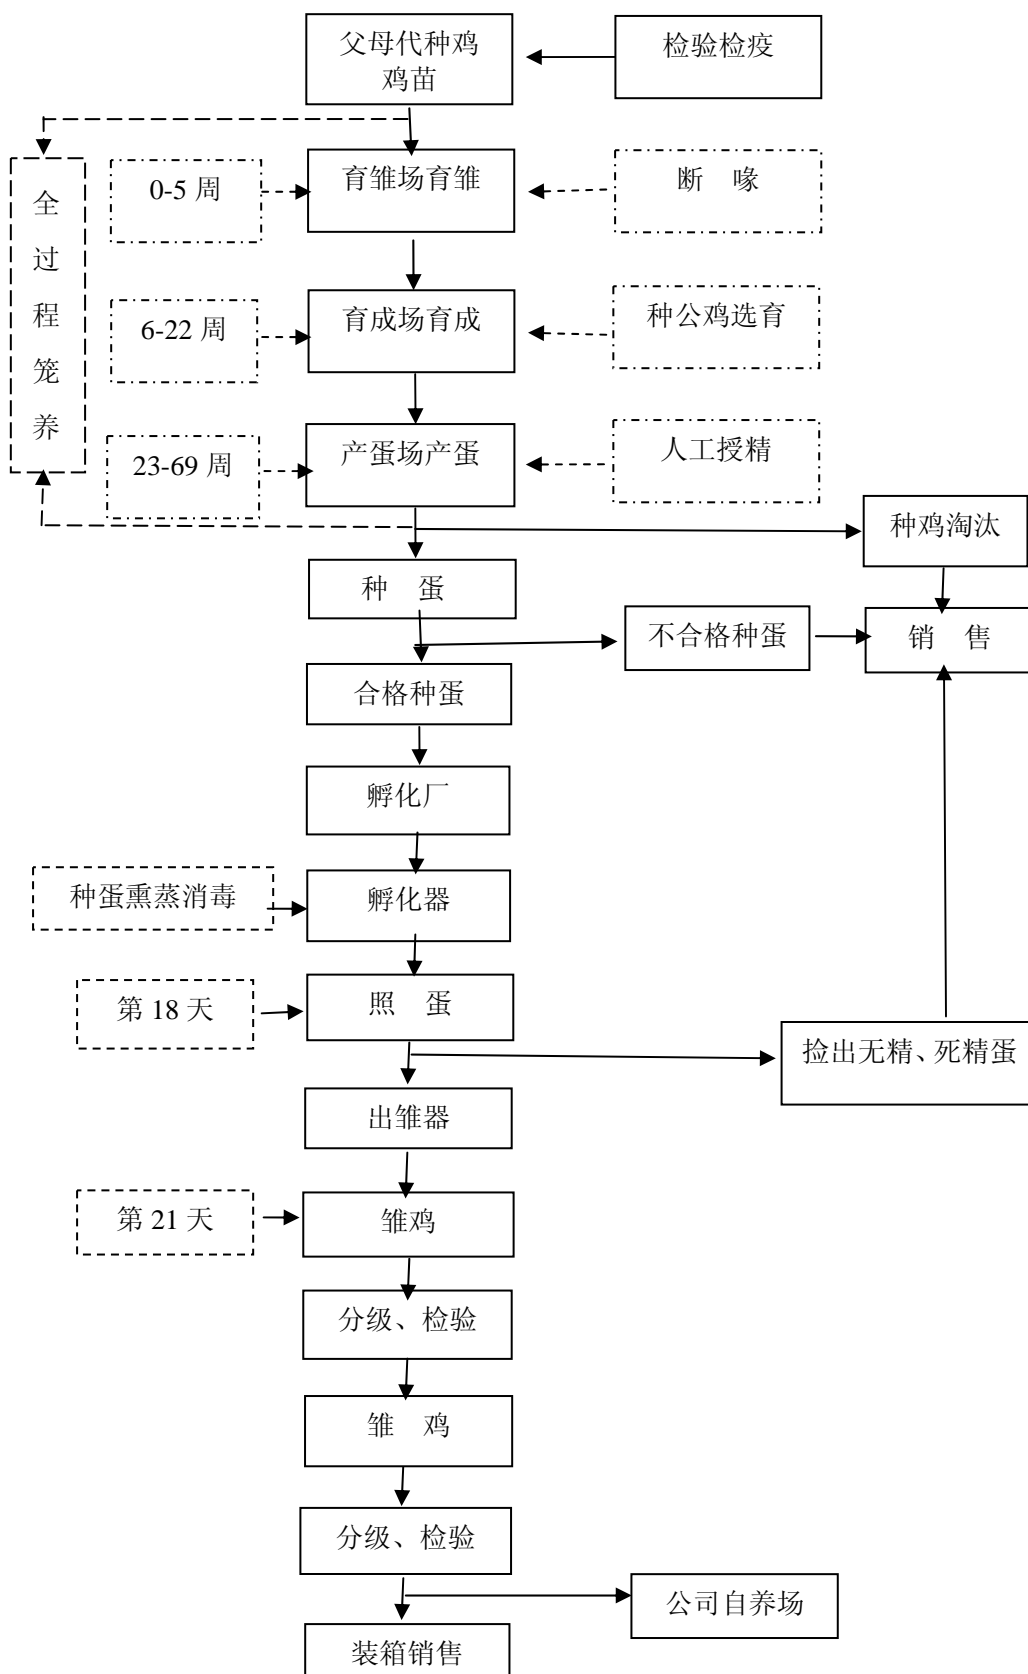 父母代种鸡
鸡苗
检验检疫
全
过
程
笼
养
0-5 周
育雏场育雏
断 喙
6-22 周
育成场育成
种公鸡选育
23-69 周
产蛋场产蛋
人工授精
种鸡淘汰
种 蛋
不合格种蛋
销 售
合格种蛋
孵化厂
种蛋熏蒸消毒
孵化器
第 18 天
照 蛋
捡出无精、死精蛋
出雏器
第 21 天
雏鸡
分级、检验
雏 鸡
分级、检验
公司自养场
装箱销售